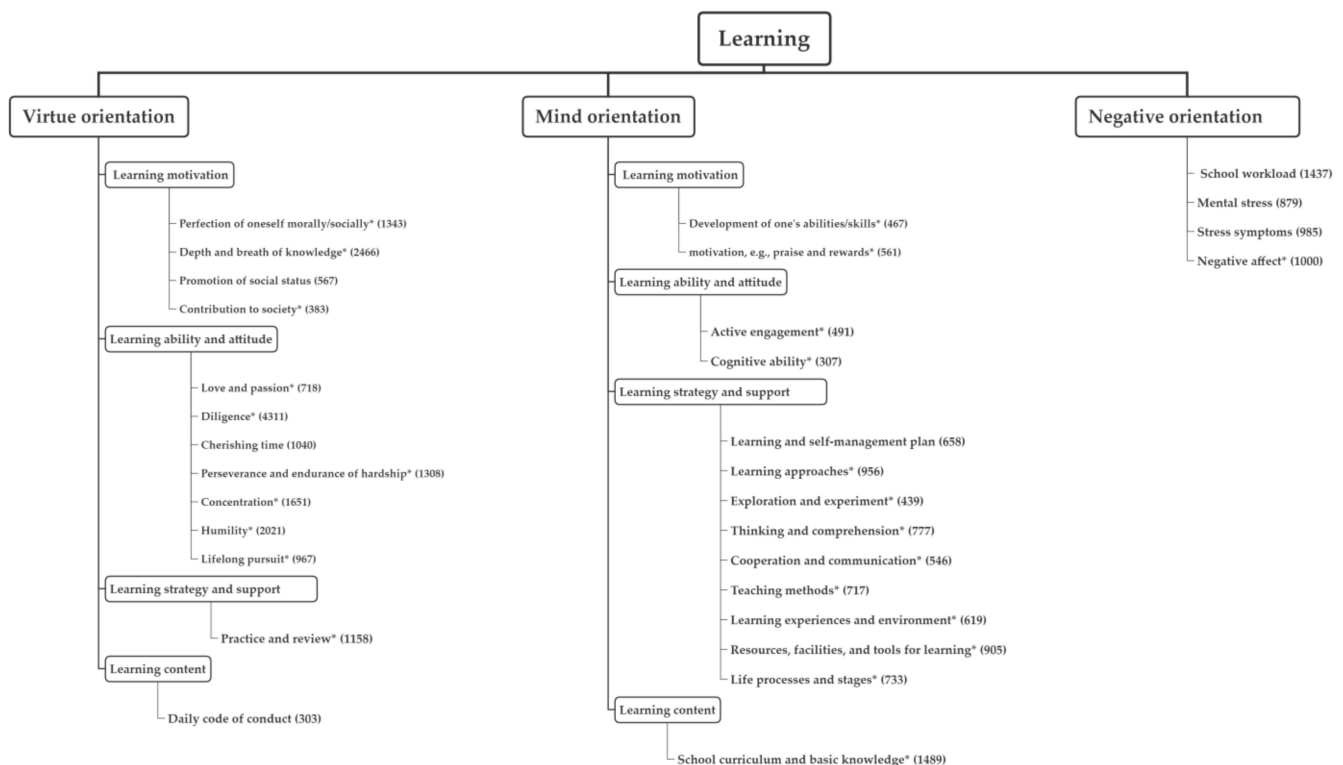 Learning
Virtue orientation
Learning motivation
Perfection of oneself morally/socially* (1343)
Depth and breath of knowledge* (2466)
Promotion of social status (567)
Contribution to society* (383)
Learning ability and attitude
Love and passion* (718)
Diligence* (4311)
Cherishing time (1040)
Perseverance and endurance of hardship* (1308)
Concentration* (1651)
Humility* (2021)
Lifelong pursuit* (967)
Learning strategy and support
Practice and review* (1158)
Learning content
Daily code of conduct (303)
Mind orientation
Learning motivation
Development of one's abilities/skills* (467)
motivation, e.g., praise and rewards* (561)
Learning ability and attitude
Active engagement* (491)
Cognitive ability* (307)
Learning strategy and support
Learning and self-management plan (658)
Learning approaches* (956)
Exploration and experiment* (439)
Thinking and comprehension* (777)
Cooperation and communication* (546)
Teaching methods* (717)
Learning experiences and environment* (619)
Resources, facilities, and tools for learning* (905)
Life processes and stages* (733)
Learning content
School curriculum and basic knowledge* (1489)
Negative orientation
School workload (1437)
Mental stress (879)
Stress symptoms (985)
Negative affect* (1000)